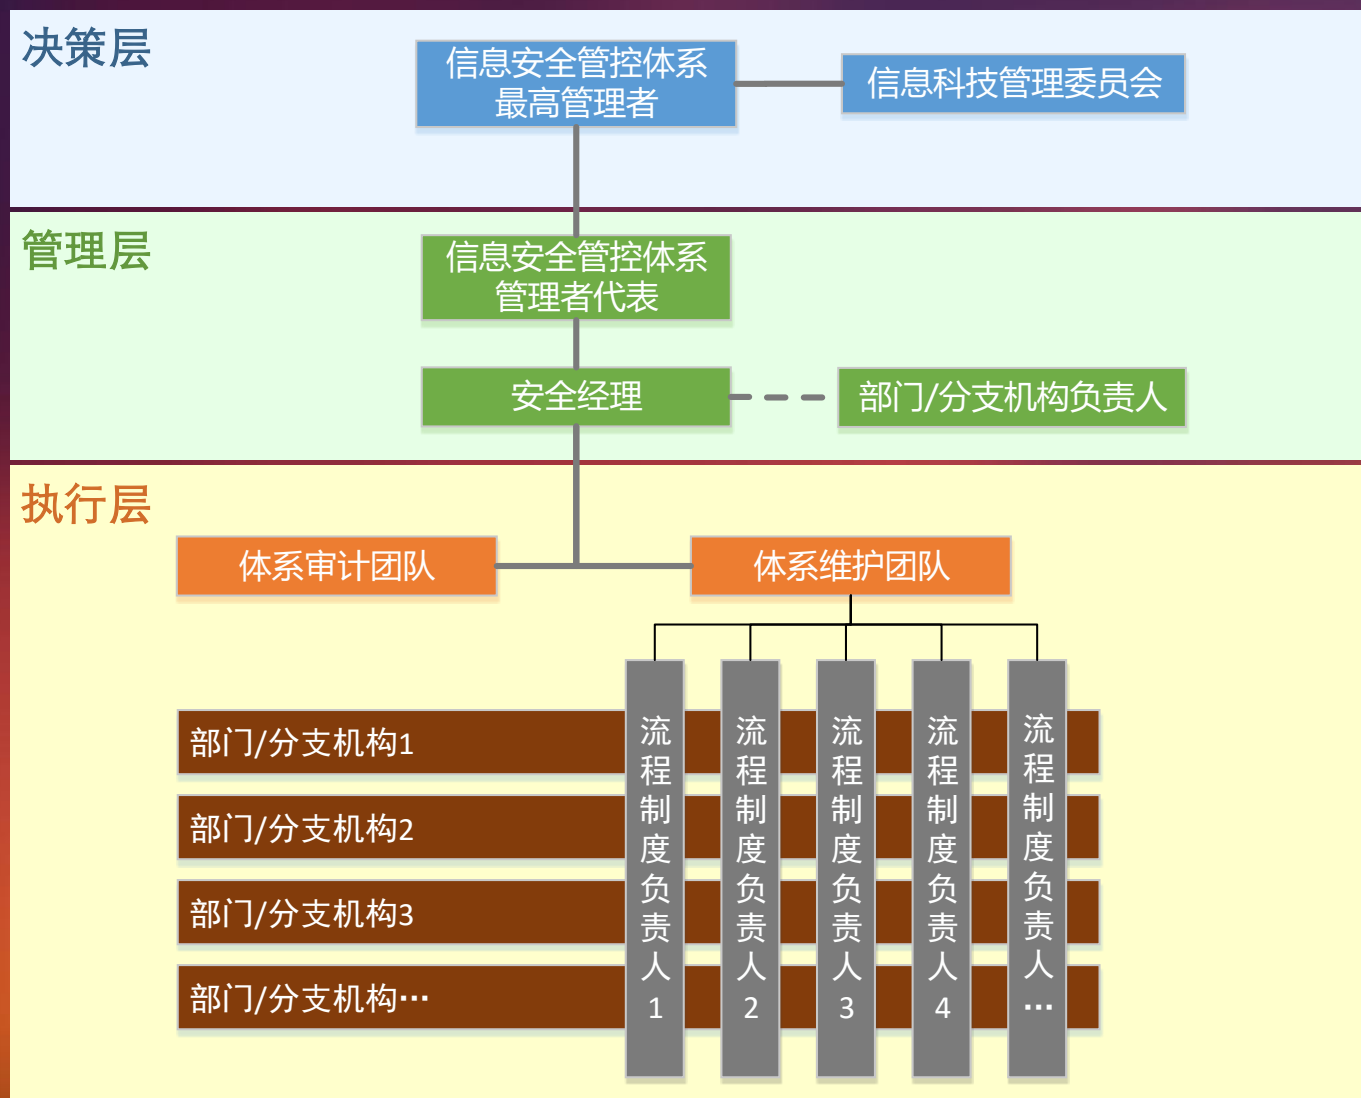 决策层
信息安全管控体系
最高管理者
信息科技管理委员会
管理层
信息安全管控体系
管理者代表
安全经理
部门/分支机构负责人
执行层
体系审计团队
体系维护团队
部门/分支机构1
部门/分支机构2
部门/分支机构3
部门/分支机构…
流程制度负责人1
流程制度负责人2
流程制度负责人3
流程制度负责人4
流程制度负责人…